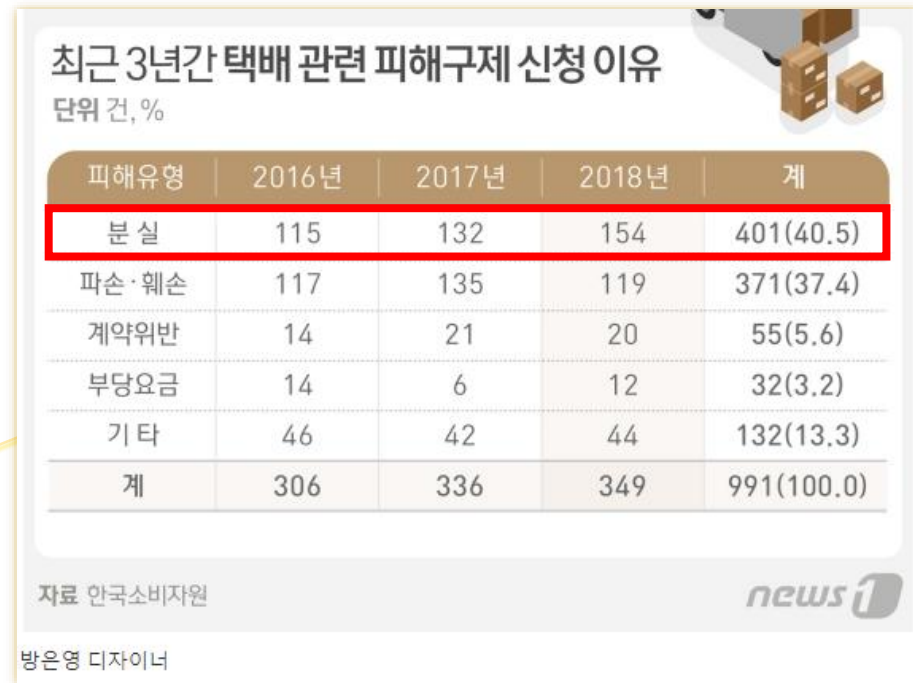 최근 3년간 택배 관련 피해구제 신청 이유
단위 건, %
피해유형 2016년 2017년 2018년 계
분 실 115 132 154 401(40.5)
파손·훼손 117 135 119 371(37.4)
계약위반 14 21 20 55(5.6)
부당요금 14 6 12 32(3.2)
기 타 46 42 44 132(13.3)
계 306 336 349 991(100.0)
자료 한국소비자원
news1
방은영 디자이너